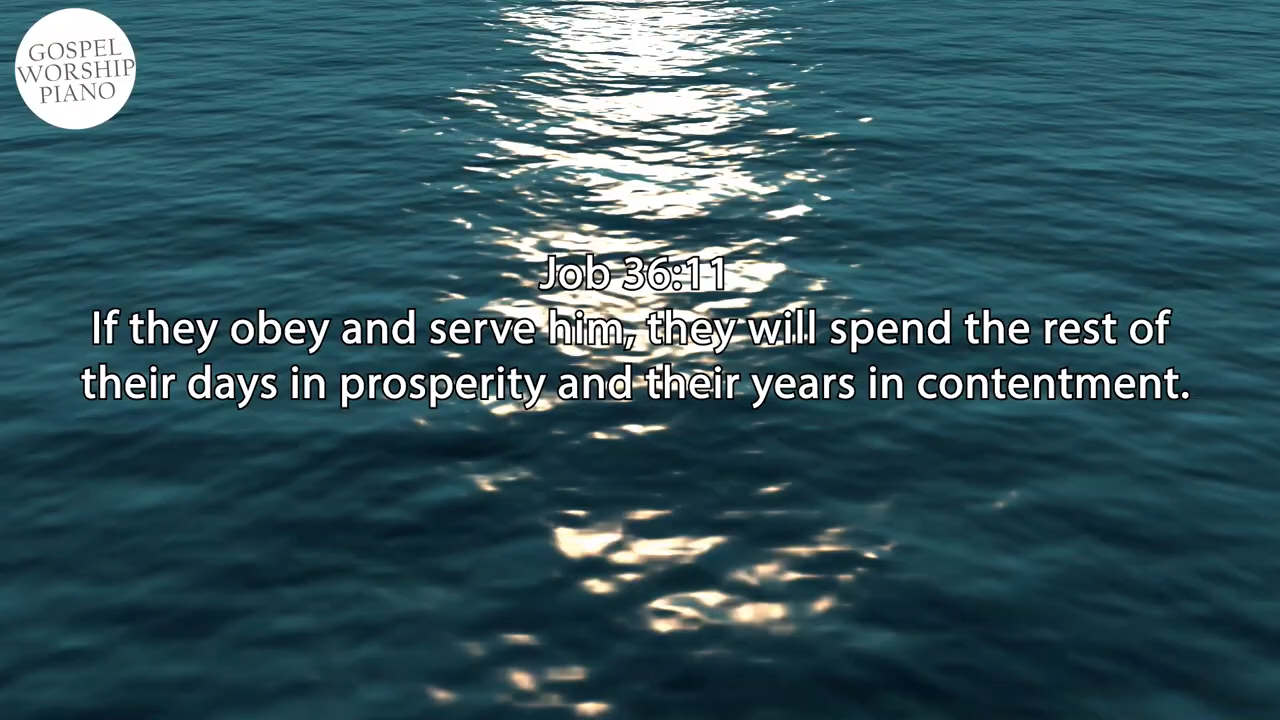 GOSPEL
WORSHIP
PIANO
Job 36:11
If they obey and serve him, they will spend the rest of
their days in prosperity and their years in contentment.